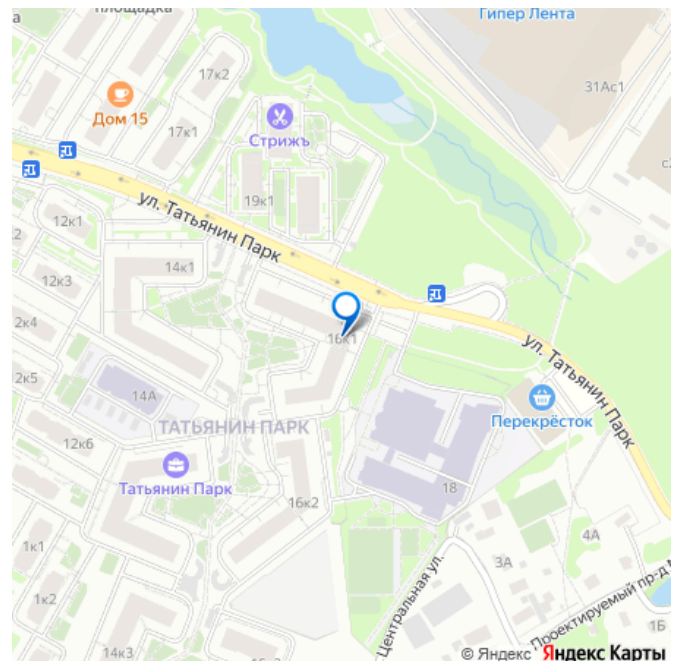 площадка
а
Гипер Лента
17к2
31Ас1
Дом 15
17к1
Стрижъ
19к1
12к1
ул. Татьянин Парк
2
14к1
12к3
16к1
2к4
ул. Татьянин Парк
2к5
14А
ТАТЬЯНИН ПАРК
Перекрёсток
12к6
Татьянин Парк
18
16к2
4А
1к1
3А
Центральная ул.
Проектируемый пр-д
1к2
1Б
14к3
© Яндекс Яндекс Карты